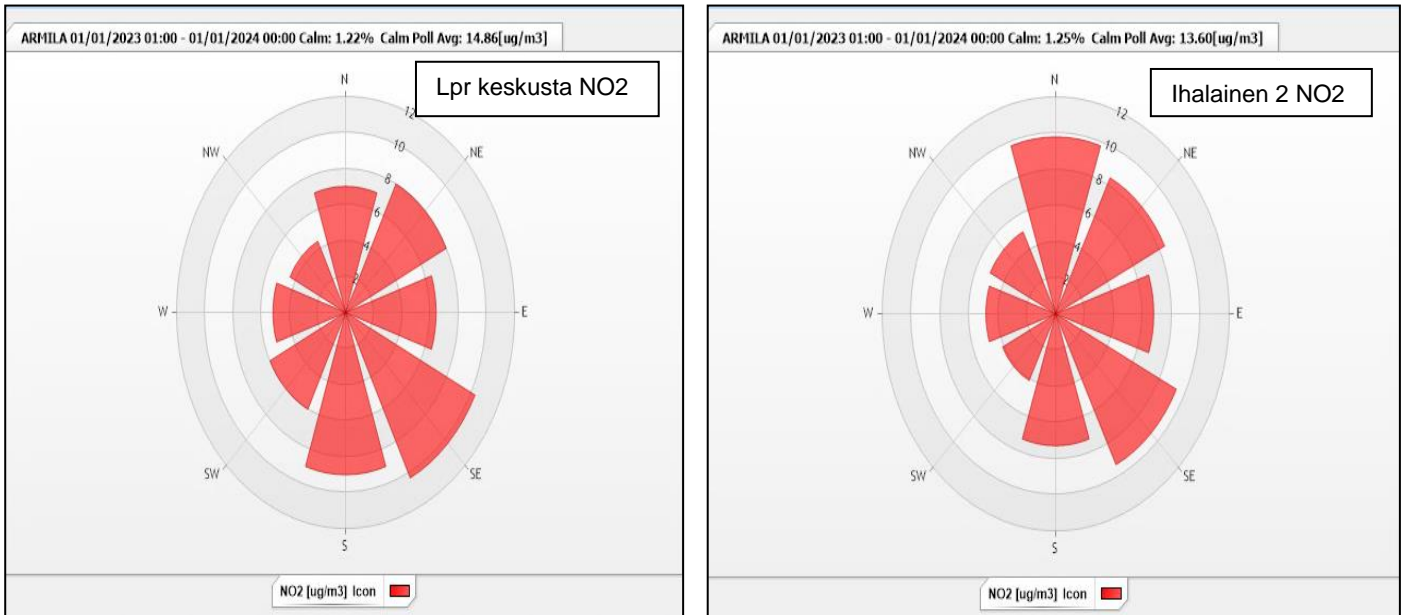 ARMILA 01/01/2023 01:00 - 01/01/2024 00:00 Calm: 1.22% Calm Poll Avg: 14.86[ug/m3]
Lpr keskusta NO2
N
NE
E
SE
S
SW
W
NW
12
10
8
6
4
2
NO2 [ug/m3] Icon
ARMILA 01/01/2023 01:00 - 01/01/2024 00:00 Calm: 1.25% Calm Poll Avg: 13.60[ug/m3]
Ihalainen 2 NO2
N
NE
E
SE
S
SW
W
NW
12
10
8
6
4
2
NO2 [ug/m3] Icon